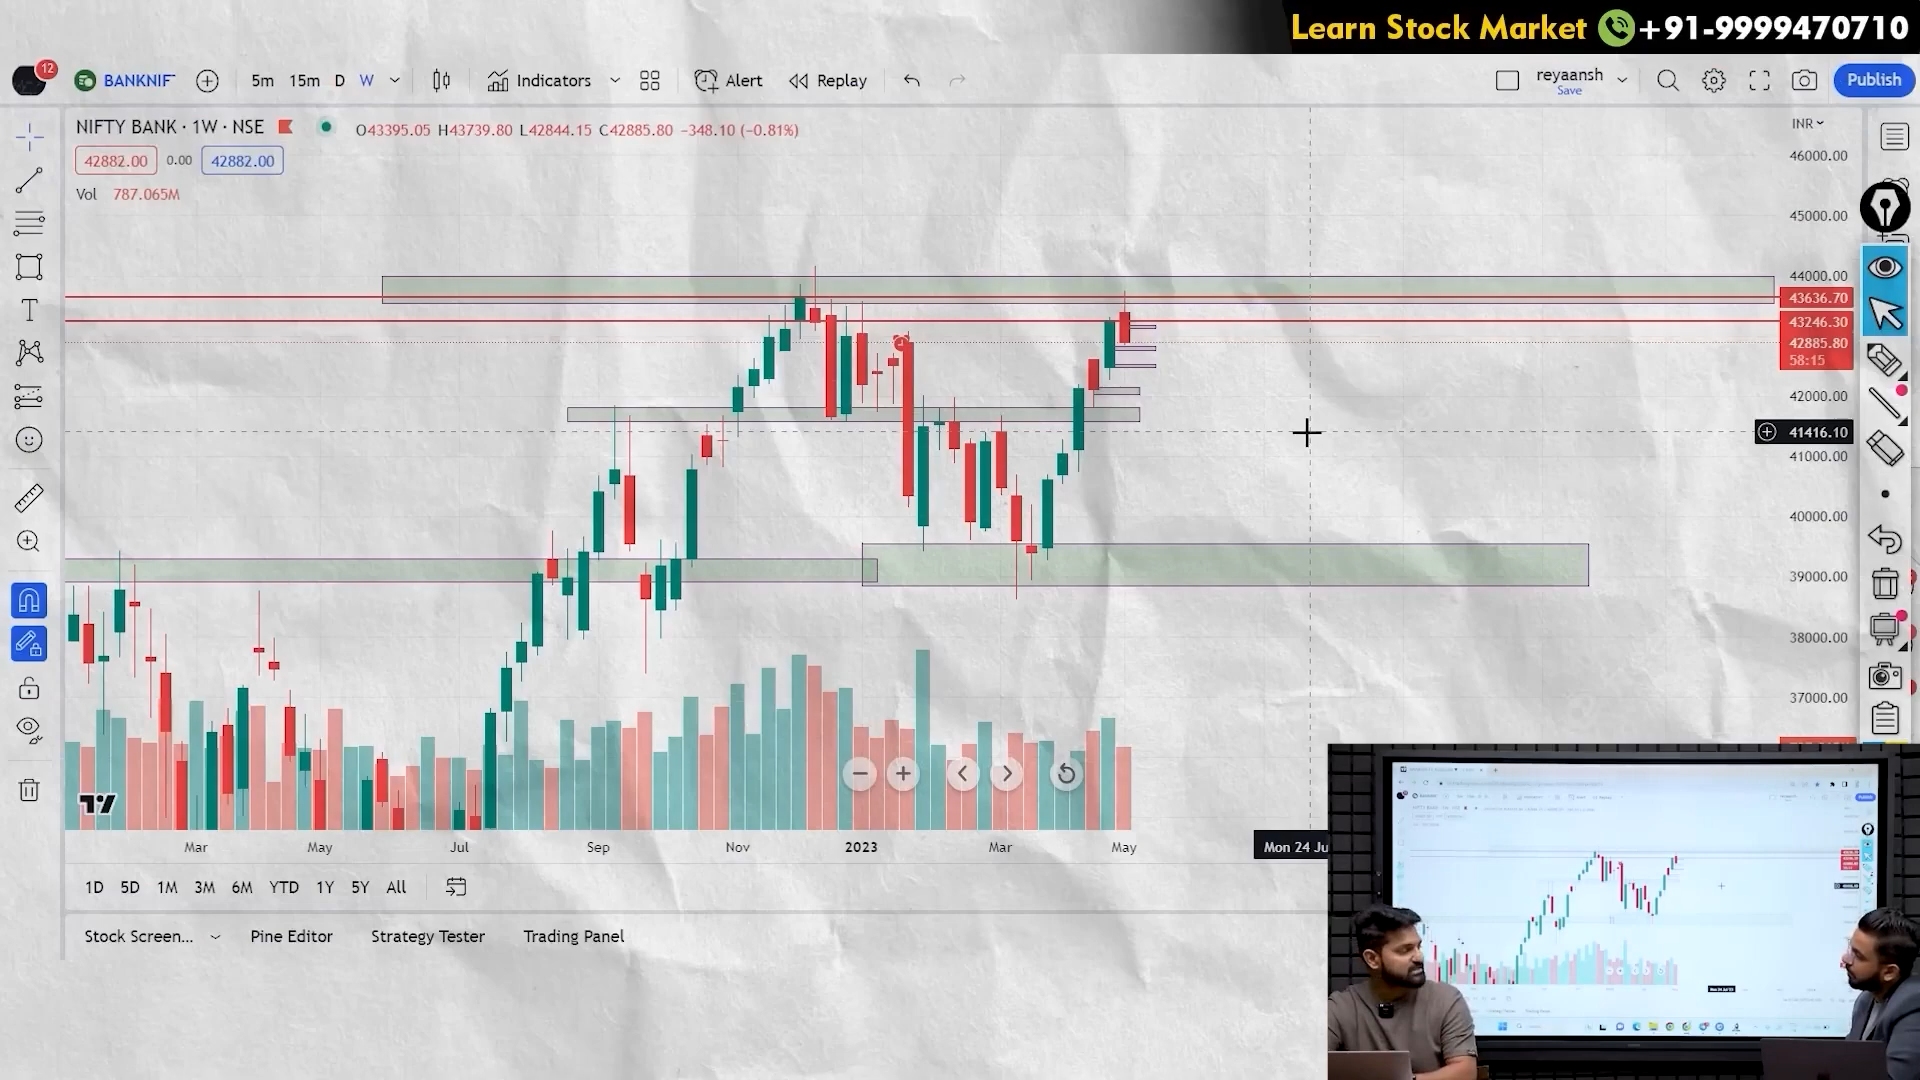 Learn Stock Market +91-9999470710
12
BANKNIF
5m 15m D W
Indicators
Alert
Replay
reyaansh
Save
Publish
NIFTY BANK · 1W · NSE
O43395.05 H43739.80 L42844.15 C42885.80 −348.10 (−0.81%)
42882.00 0.00 42882.00
Vol 787.065M
INR
46000.00
45000.00
44000.00
43636.70
43246.30
42885.80
58:15
42000.00
41416.10
41000.00
40000.00
39000.00
38000.00
37000.00
Mar May Jul Sep Nov 2023 Mar May Mon 24 Ju
1D 5D 1M 3M 6M YTD 1Y 5Y All
Stock Screen... Pine Editor Strategy Tester Trading Panel